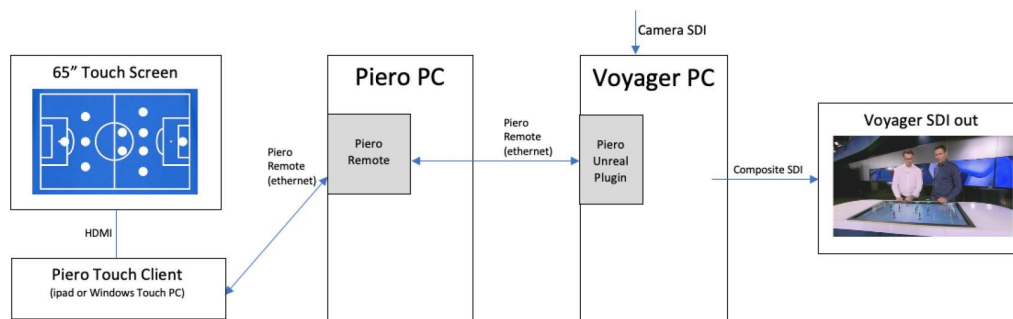 Camera SDI
65” Touch Screen
Piero PC
Voyager PC
Voyager SDI out
Piero
Remote
Piero
Remote
(ethernet)
Piero
Remote
(ethernet)
Piero
Unreal
Plugin
Composite SDI
HDMI
Piero Touch Client
(ipad or Windows Touch PC)